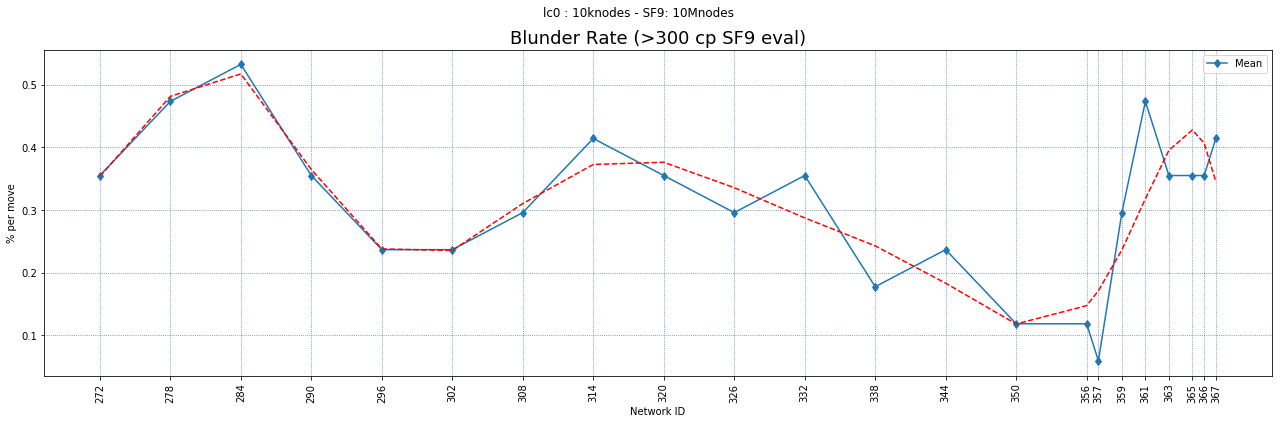 lc0 : 10knodes - SF9: 10Mnodes
Blunder Rate (>300 cp SF9 eval)
Mean
% per move
0.5
0.4
0.3
0.2
0.1
272 278 284 290 296 302 308 314 320 326 332 338 344 350 356 357 359 361 363 365 366 367
Network ID